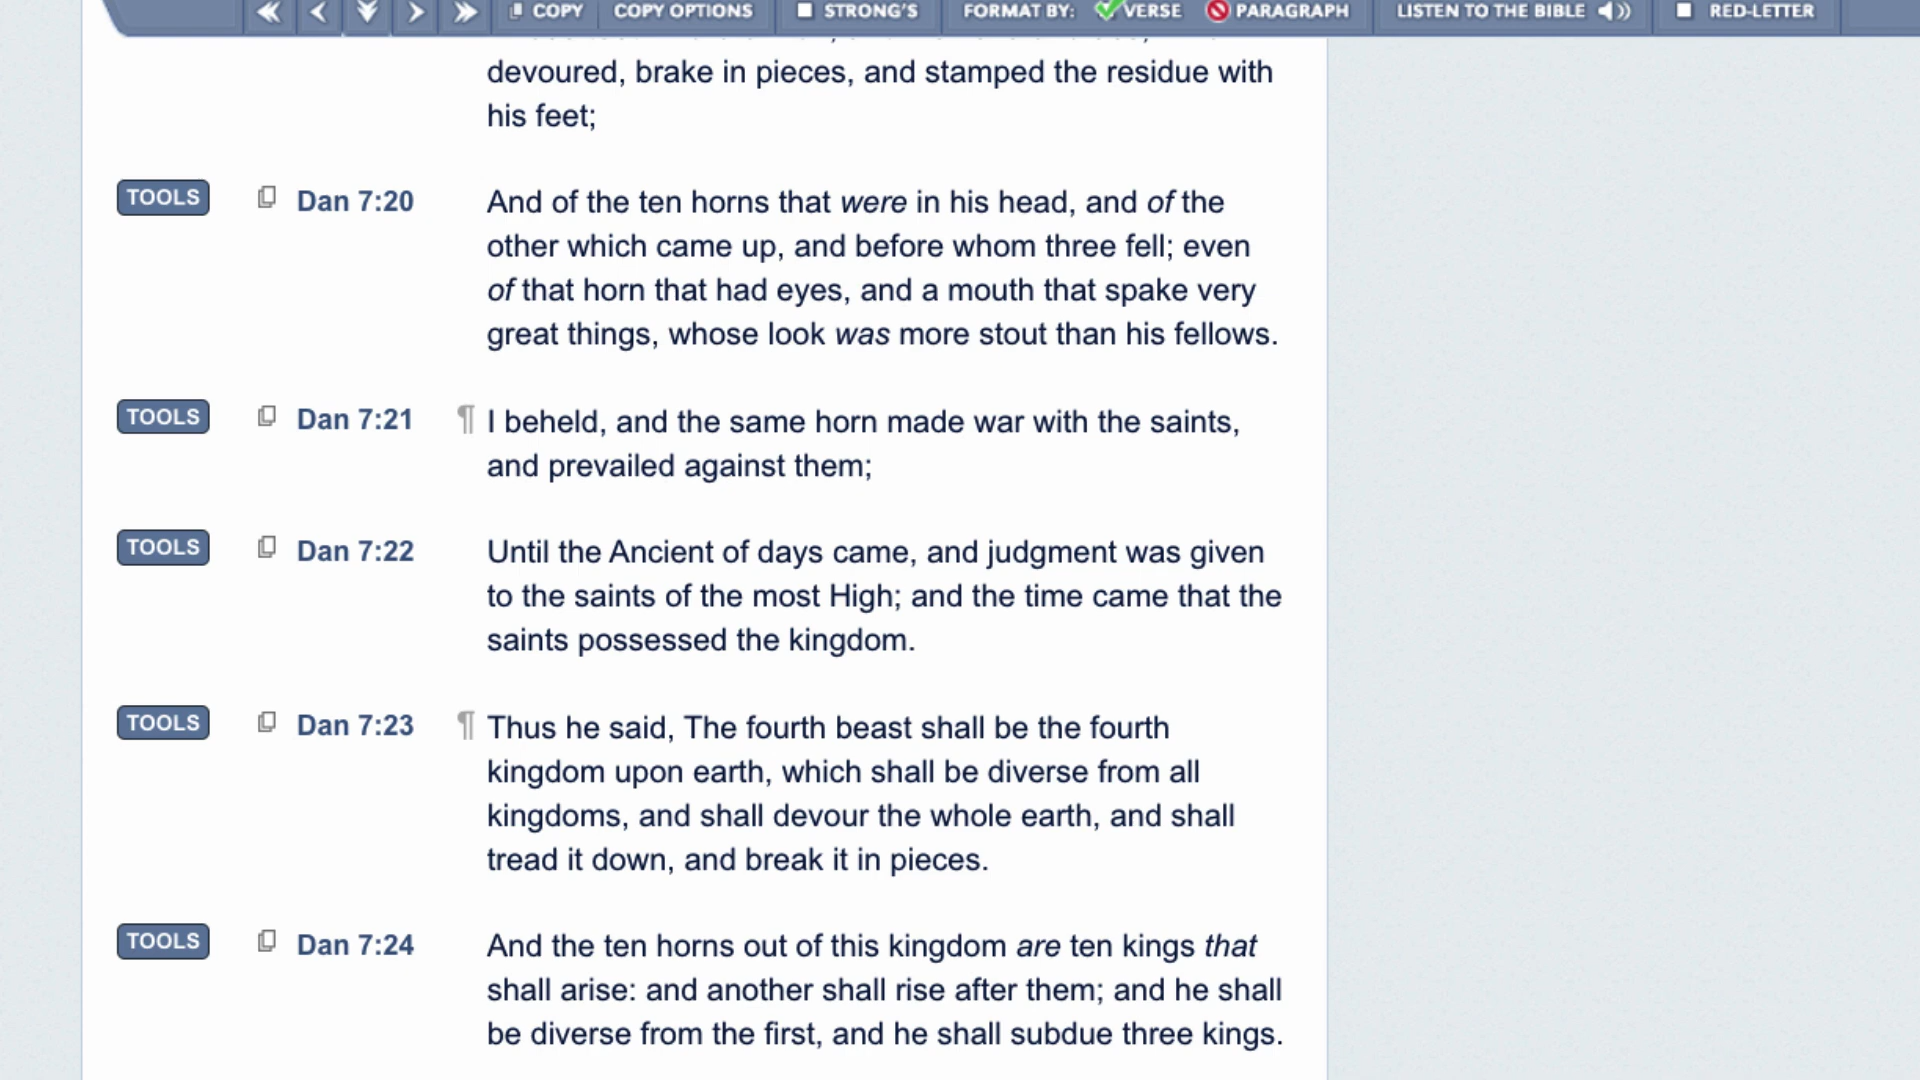 COPY COPY OPTIONS STRONG'S FORMAT BY: VERSE PARAGRAPH LISTEN TO THE BIBLE RED-LETTER
devoured, brake in pieces, and stamped the residue with
his feet;
TOOLS Dan 7:20 And of the ten horns that were in his head, and of the
other which came up, and before whom three fell; even
of that horn that had eyes, and a mouth that spake very
great things, whose look was more stout than his fellows.
TOOLS Dan 7:21 ¶ I beheld, and the same horn made war with the saints,
and prevailed against them;
TOOLS Dan 7:22 Until the Ancient of days came, and judgment was given
to the saints of the most High; and the time came that the
saints possessed the kingdom.
TOOLS Dan 7:23 ¶ Thus he said, The fourth beast shall be the fourth
kingdom upon earth, which shall be diverse from all
kingdoms, and shall devour the whole earth, and shall
tread it down, and break it in pieces.
TOOLS Dan 7:24 And the ten horns out of this kingdom are ten kings that
shall arise: and another shall rise after them; and he shall
be diverse from the first, and he shall subdue three kings.